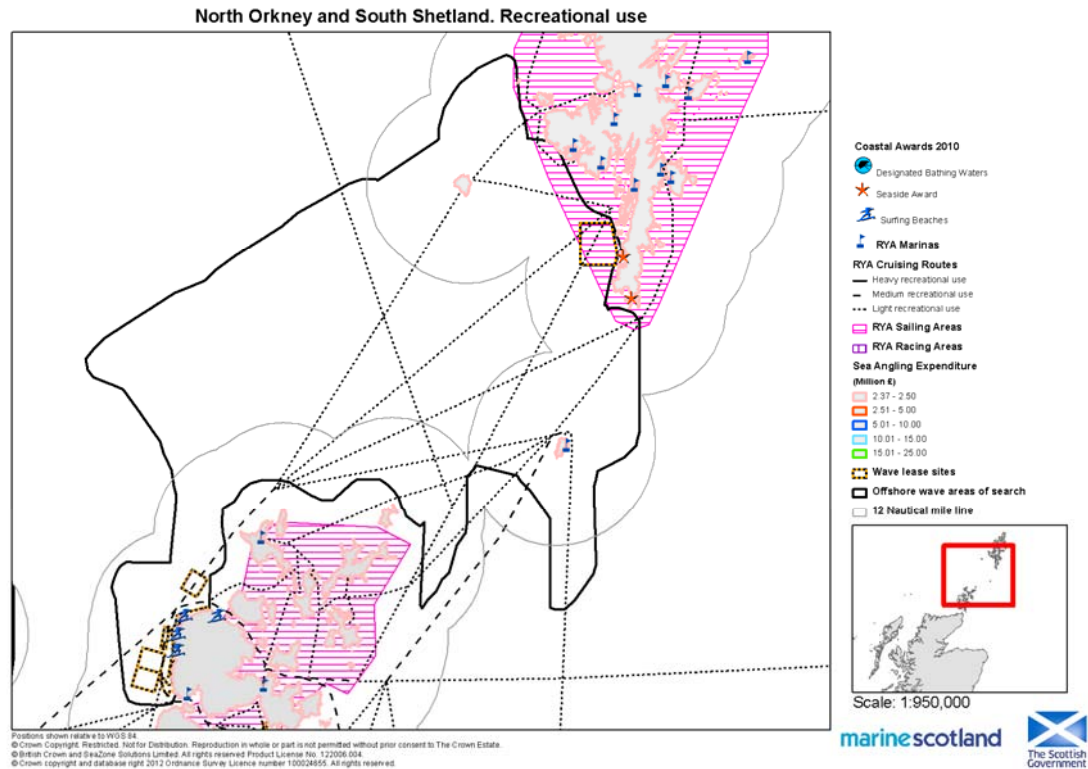 North Orkney and South Shetland. Recreational use
Coastal Awards 2010
Designated Bathing Waters
Seaside Award
Surfing Beaches
RYA Marinas
RYA Cruising Routes
Heavy recreational use
Medium recreational use
Light recreational use
RYA Sailing Areas
RYA Racing Areas
Sea Angling Expenditure
(Million £)
2.37 - 2.50
2.51 - 5.00
5.01 - 10.00
10.01 - 15.00
15.01 - 25.00
Wave lease sites
Offshore wave areas of search
12 Nautical mile line
Scale: 1:950,000
Positions shown relative to WGS 84.
© Crown Copyright. Restricted. Not for Distribution. Reproduction in whole or part is not permitted without prior consent to The Crown Estate.
© British Crown and SeaZone Solutions Limited. All rights reserved Product License No. 122006.004.
© Crown copyright and database right 2012 Ordnance Survey Licence number 100024655. All rights reserved.
marinescotland
The Scottish
Government